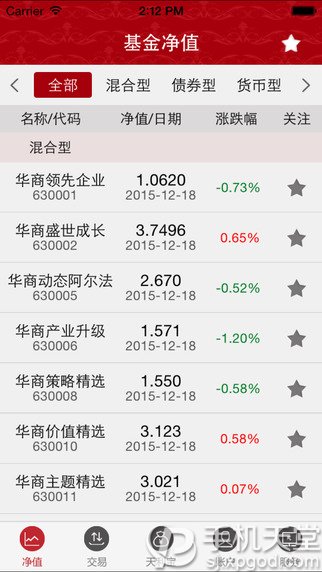 Carrier 2:12 PM
基金净值
全部 混合型 债券型 货币型
名称/代码 净值/日期 涨跌幅 关注
混合型
华商领先企业 1.0620 -0.73%
630001 2015-12-18
华商盛世成长 3.7496 0.65%
630002 2015-12-18
华商动态阿尔法 2.670 -0.52%
630005 2015-12-18
华商产业升级 1.571 -1.20%
630006 2015-12-18
华商策略精选 1.550 -0.58%
630008 2015-12-18
华商价值精选 3.123 0.58%
630010 2015-12-18
华商主题精选 3.021 0.07%
630011 2015-12-18
手机天堂
净值 交易 账户